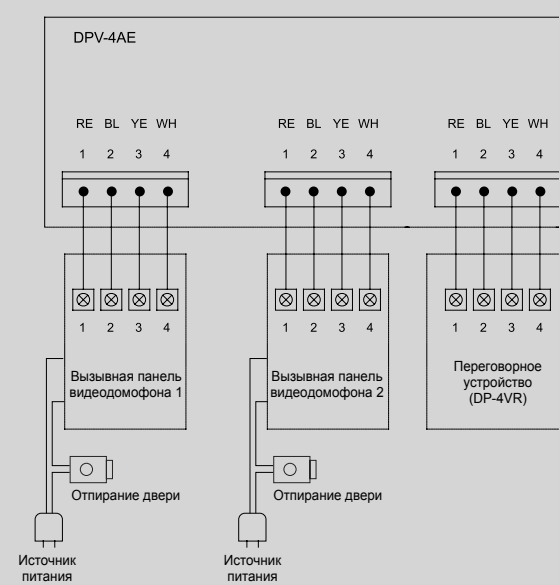 DPV-4AE
RE BL YE WH RE BL YE WH RE BL YE WH
1 2 3 4 1 2 3 4 1 2 3 4
1 2 3 4 1 2 3 4 1 2 3 4
Вызывная панель
видеодомофона 1
Вызывная панель
видеодомофона 2
Переговорное
устройство
(DP-4VR)
Отпирание двери
Отпирание двери
Источник
питания
Источник
питания